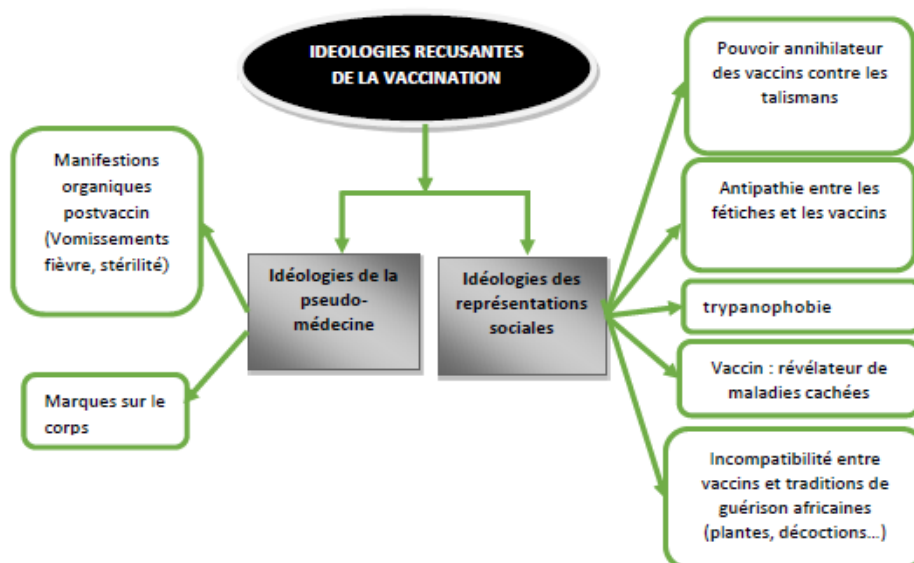 IDEOLOGIES RECUSANTES
DE LA VACCINATION
Manifestions
organiques
postvaccin
(Vomissements
fièvre, stérilité)
Marques sur le
corps
Idéologies de la
pseudo-
médecine
Idéologies des
représentations
sociales
Pouvoir annihilateur
des vaccins contre les
talismans
Antipathie entre les
fétiches et les vaccins
trypanophobie
Vaccin : révélateur de
maladies cachées
Incompatibilité entre
vaccins et traditions de
guérison africaines
(plantes, décoctions...)